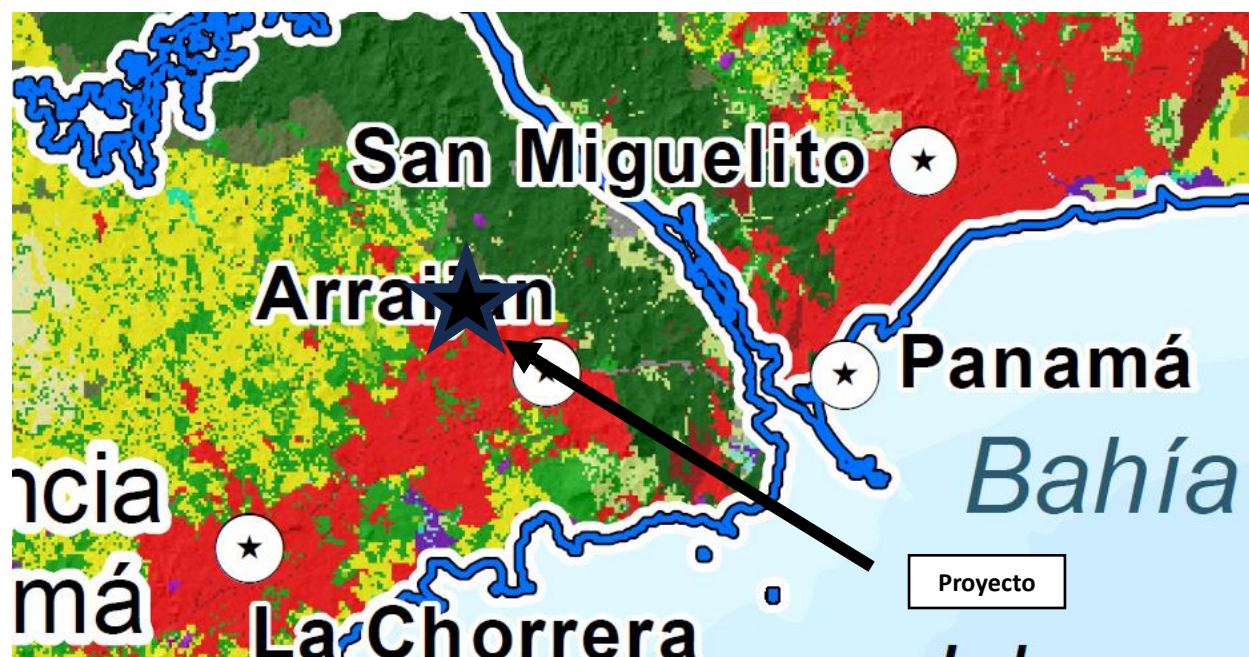 San Miguelito
Arraiján
Panamá
Bahía
ncia
má
Proyecto
La Chorrera